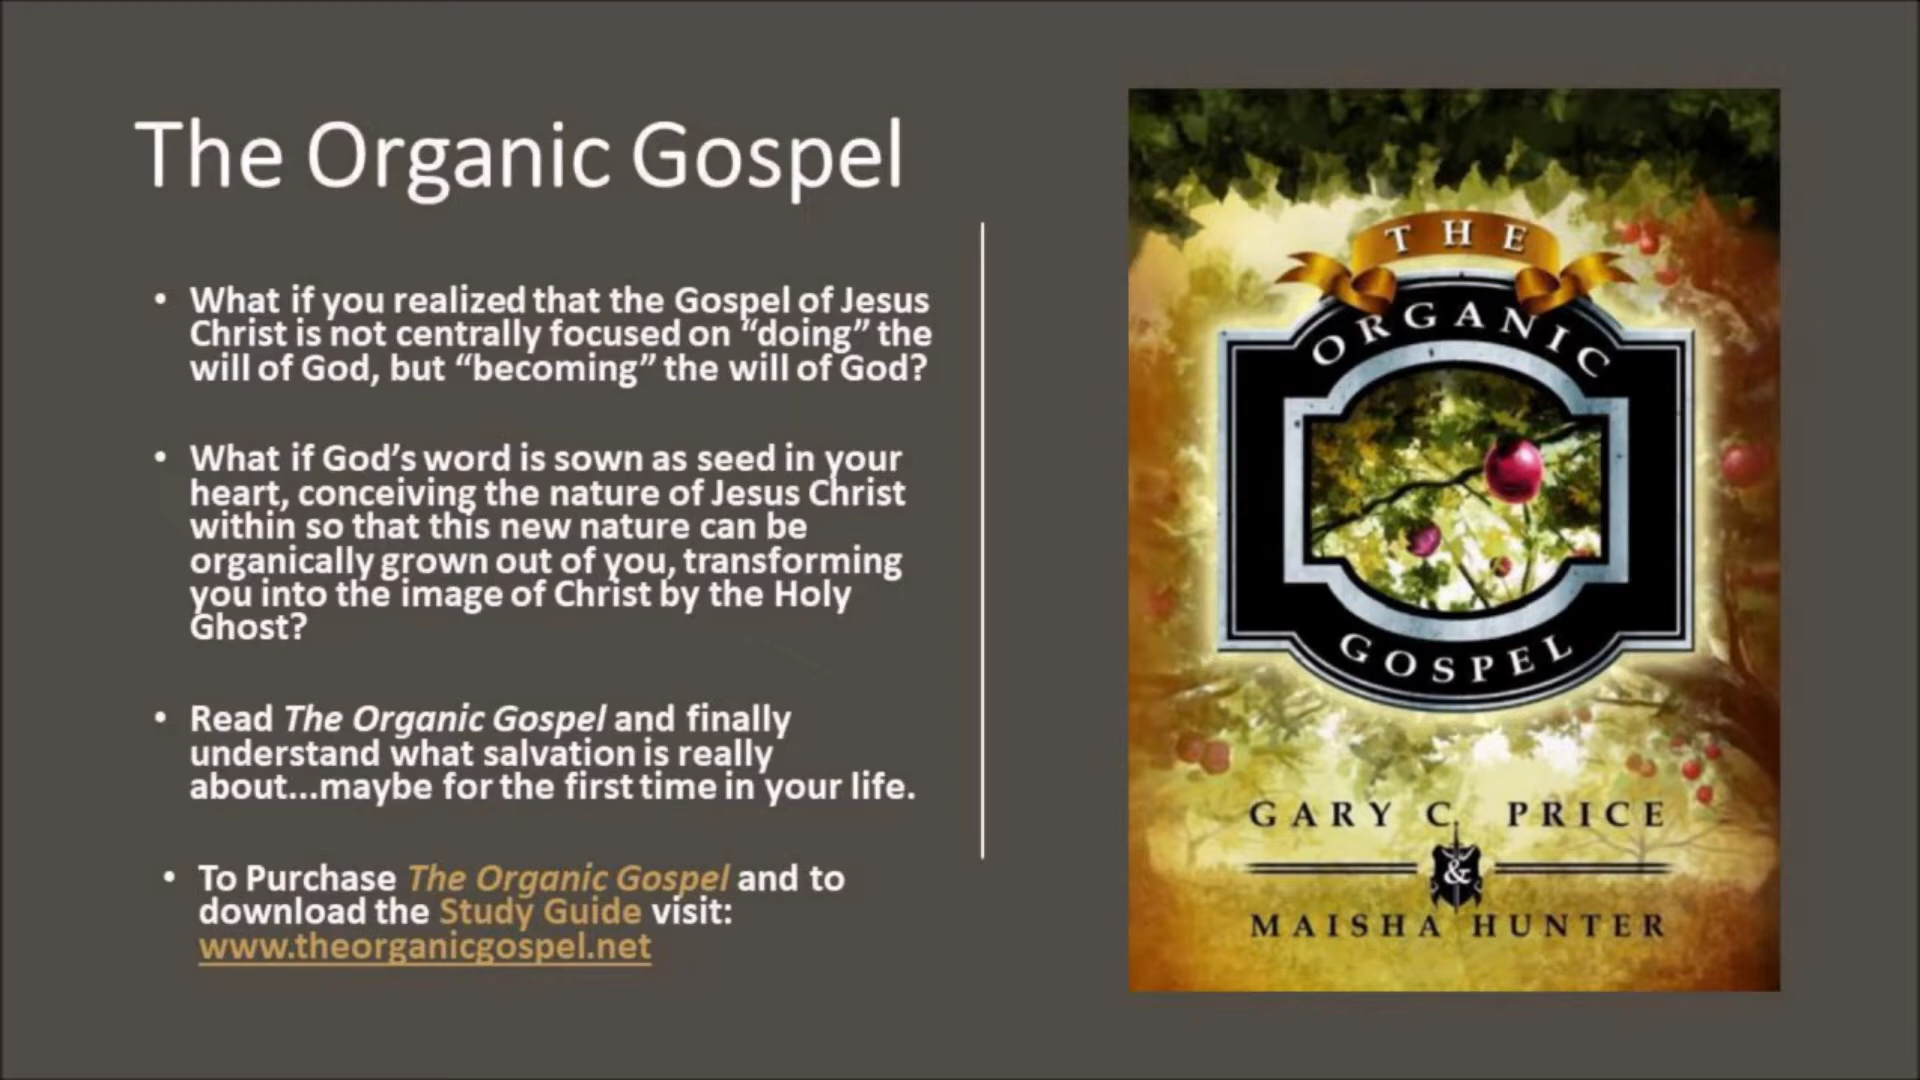 The Organic Gospel
• What if you realized that the Gospel of Jesus
Christ is not centrally focused on “doing” the
will of God, but “becoming” the will of God?
• What if God’s word is sown as seed in your
heart, conceiving the nature of Jesus Christ
within so that this new nature can be
organically grown out of you, transforming
you into the image of Christ by the Holy
Ghost?
• Read The Organic Gospel and finally
understand what salvation is really
about...maybe for the first time in your life.
• To Purchase The Organic Gospel and to
download the Study Guide visit:
www.theorganicgospel.net
THE
ORGANIC
GOSPEL
GARY C. PRICE
&
MAISHA HUNTER